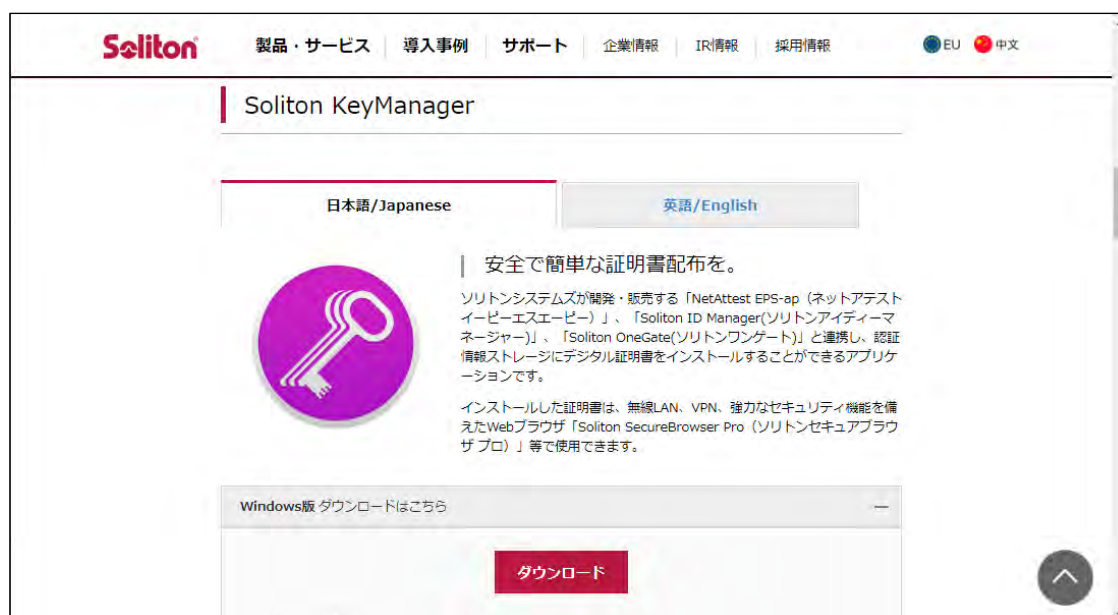 Soliton 製品・サービス 導入事例 サポート 企業情報 IR情報 採用情報 EU 中文
Soliton KeyManager
日本語/Japanese 英語/English
安全で簡単な証明書配布を。
ソリトンシステムズが開発・販売する「NetAttest EPS-ap（ネットアテスト
イーピーエスエーピー）」、「Soliton ID Manager(ソリトンアイディーマ
ネージャー)」、「Soliton OneGate(ソリトンワンゲート)」と連携し、認証
情報ストレージにデジタル証明書をインストールすることができるアプリケ
ーションです。
インストールした証明書は、無線LAN、VPN、強力なセキュリティ機能を備
えたWebブラウザ「Soliton SecureBrowser Pro（ソリトンセキュアブラウ
ザ プロ）」等で使用できます。
Windows版 ダウンロードはこちら
ダウンロード